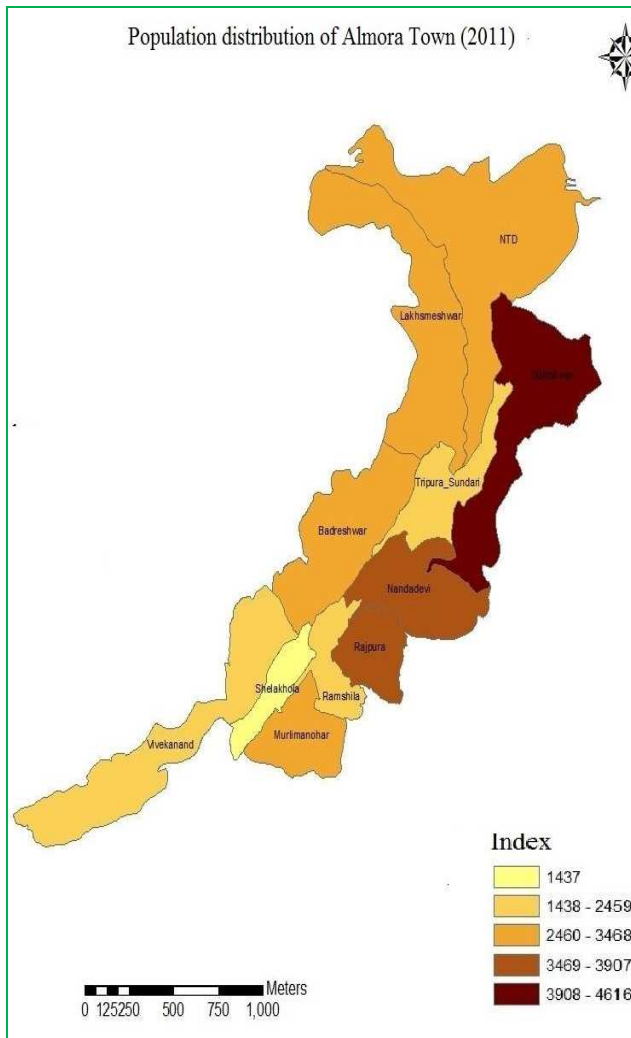 Population distribution of Almora Town (2011)
NTD
Lakhsmeshwar
Tripura_Sundari
Badreshwar
Nandadevi
Rajpura
Shelakhola
Ramshila
Murlimanohar
Vivekanand
Index
1437
1438 - 2459
2460 - 3468
3469 - 3907
3908 - 4616
Meters
0 125250 500 750 1,000